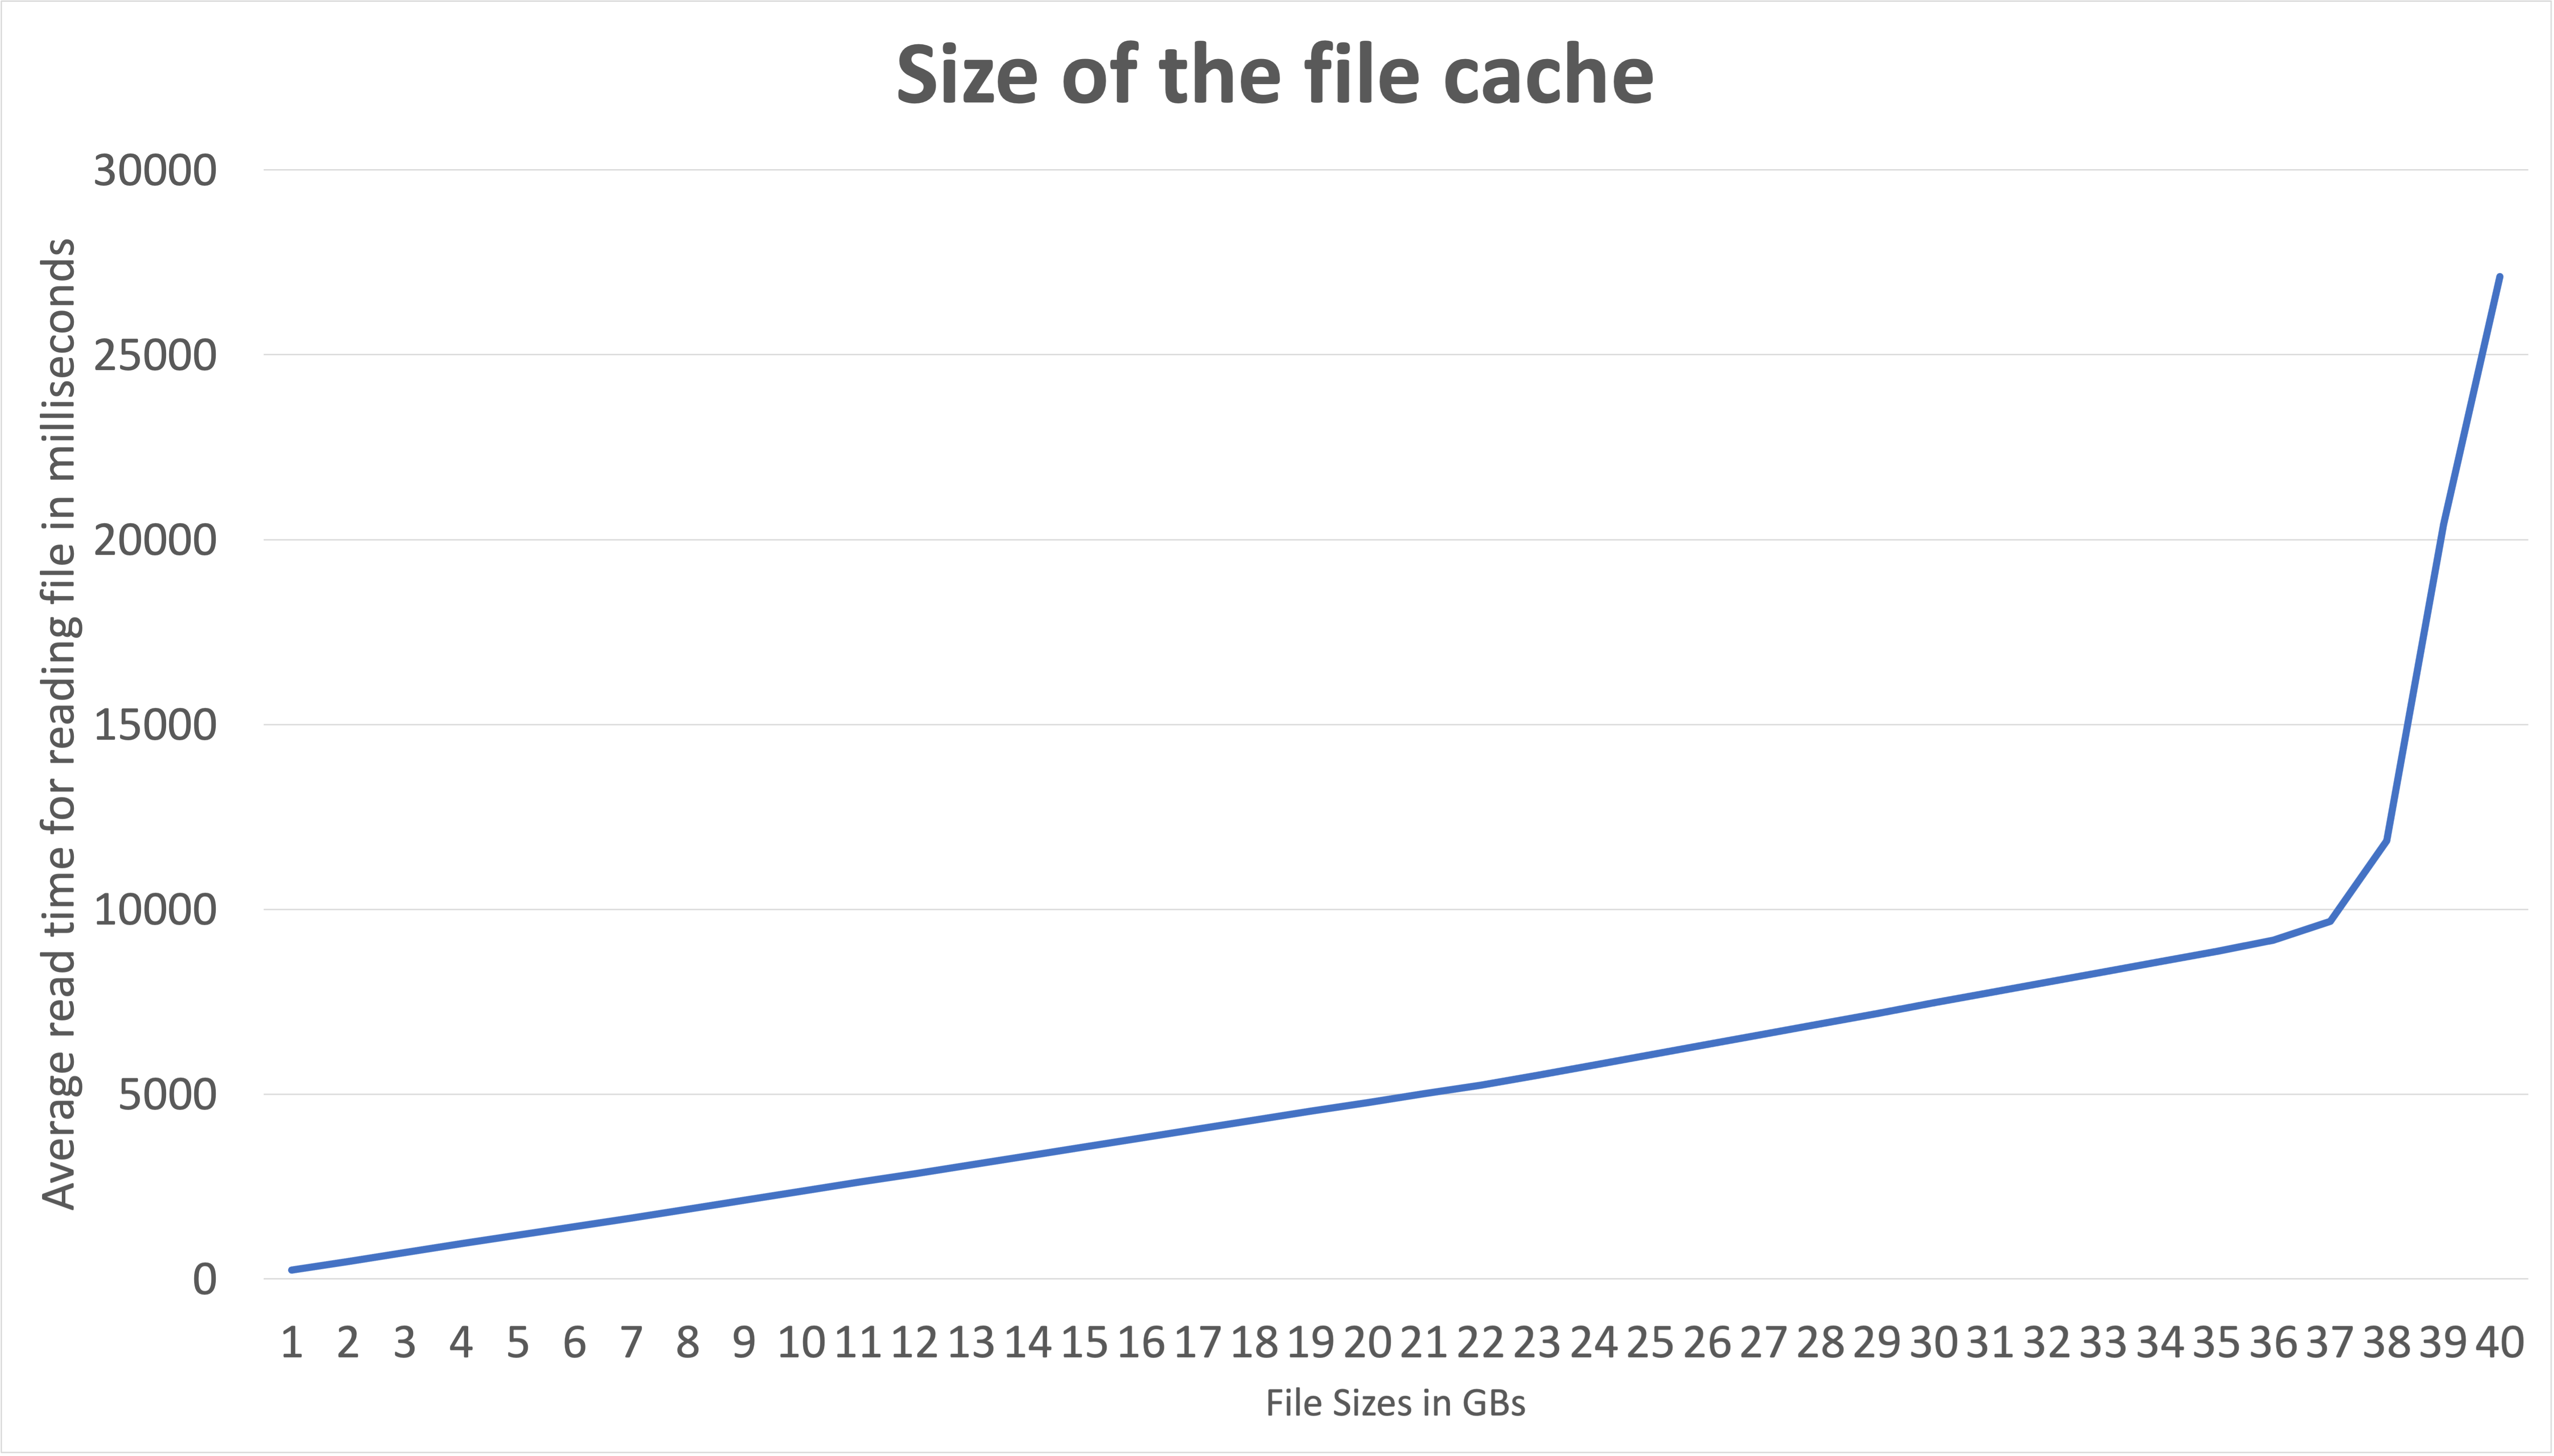 Size of the file cache
Average read time for reading file in milliseconds
30000
25000
20000
15000
10000
5000
0
1 2 3 4 5 6 7 8 9 10 11 12 13 14 15 16 17 18 19 20 21 22 23 24 25 26 27 28 29 30 31 32 33 34 35 36 37 38 39 40
File Sizes in GBs